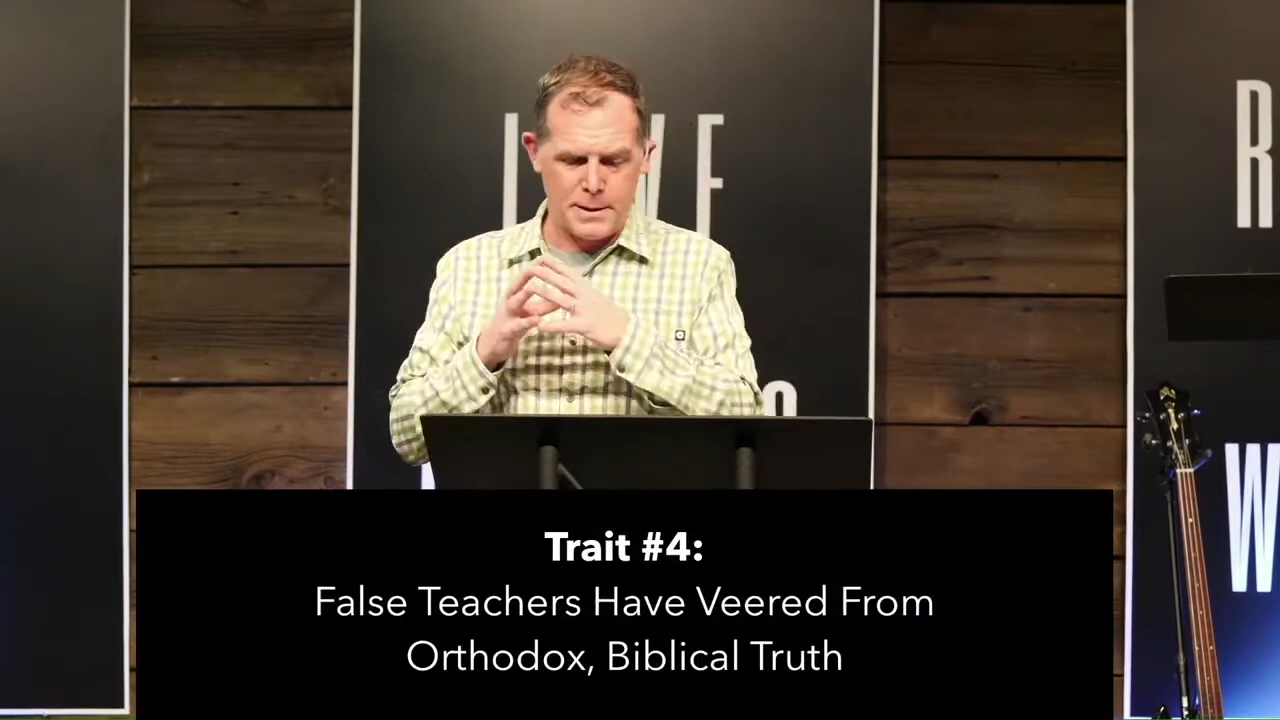 Trait #4:
False Teachers Have Veered From
Orthodox, Biblical Truth